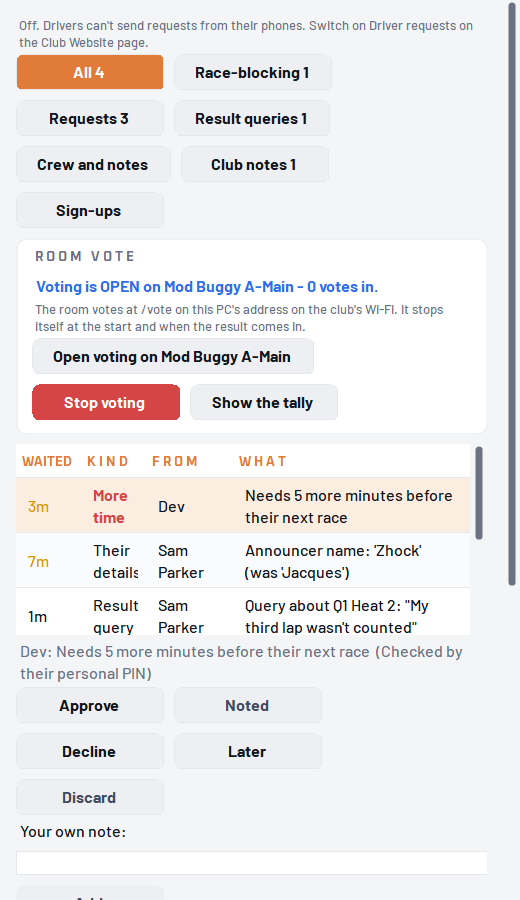 Off. Drivers can't send requests from their phones. Switch on Driver requests on
the Club Website page.
All 4
Race-blocking 1
Requests 3
Result queries 1
Crew and notes
Club notes 1
Sign-ups
ROOM VOTE
Voting is OPEN on Mod Buggy A-Main - 0 votes in.
The room votes at /vote on this PC's address on the club's Wi-Fi. It stops
itself at the start and when the result comes in.
Open voting on Mod Buggy A-Main
Stop voting
Show the tally
WAITED KIND FROM WHAT
3m
More
time
Dev
Needs 5 more minutes before
their next race
7m
Their
details
Sam
Parker
Announcer name: 'Zhock'
(was 'Jacques')
1m
Result
query
Sam
Parker
Query about Q1 Heat 2: "My
third lap wasn't counted"
Dev: Needs 5 more minutes before their next race (Checked by
their personal PIN)
Approve
Noted
Decline
Later
Discard
Your own note: